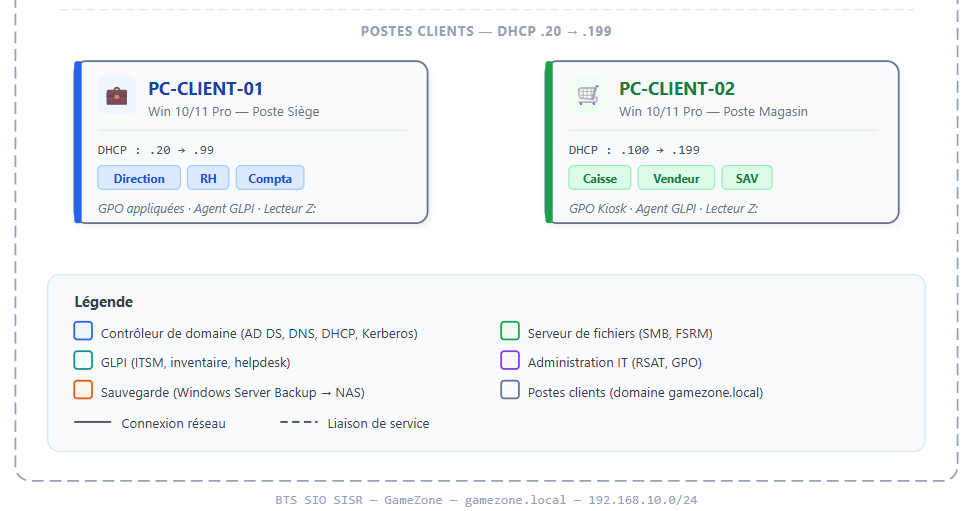 POSTES CLIENTS — DHCP .20 → .199
PC-CLIENT-01
Win 10/11 Pro — Poste Siège
DHCP : .20 → .99
Direction RH Compta
GPO appliquées · Agent GLPI · Lecteur Z:
PC-CLIENT-02
Win 10/11 Pro — Poste Magasin
DHCP : .100 → .199
Caisse Vendeur SAV
GPO Kiosk · Agent GLPI · Lecteur Z:
Légende
Contrôleur de domaine (AD DS, DNS, DHCP, Kerberos)
Serveur de fichiers (SMB, FSRM)
GLPI (ITSM, inventaire, helpdesk)
Administration IT (RSAT, GPO)
Sauvegarde (Windows Server Backup → NAS)
Postes clients (domaine gamezone.local)
Connexion réseau
Liaison de service
BTS SIO SISR — GameZone — gamezone.local — 192.168.10.0/24